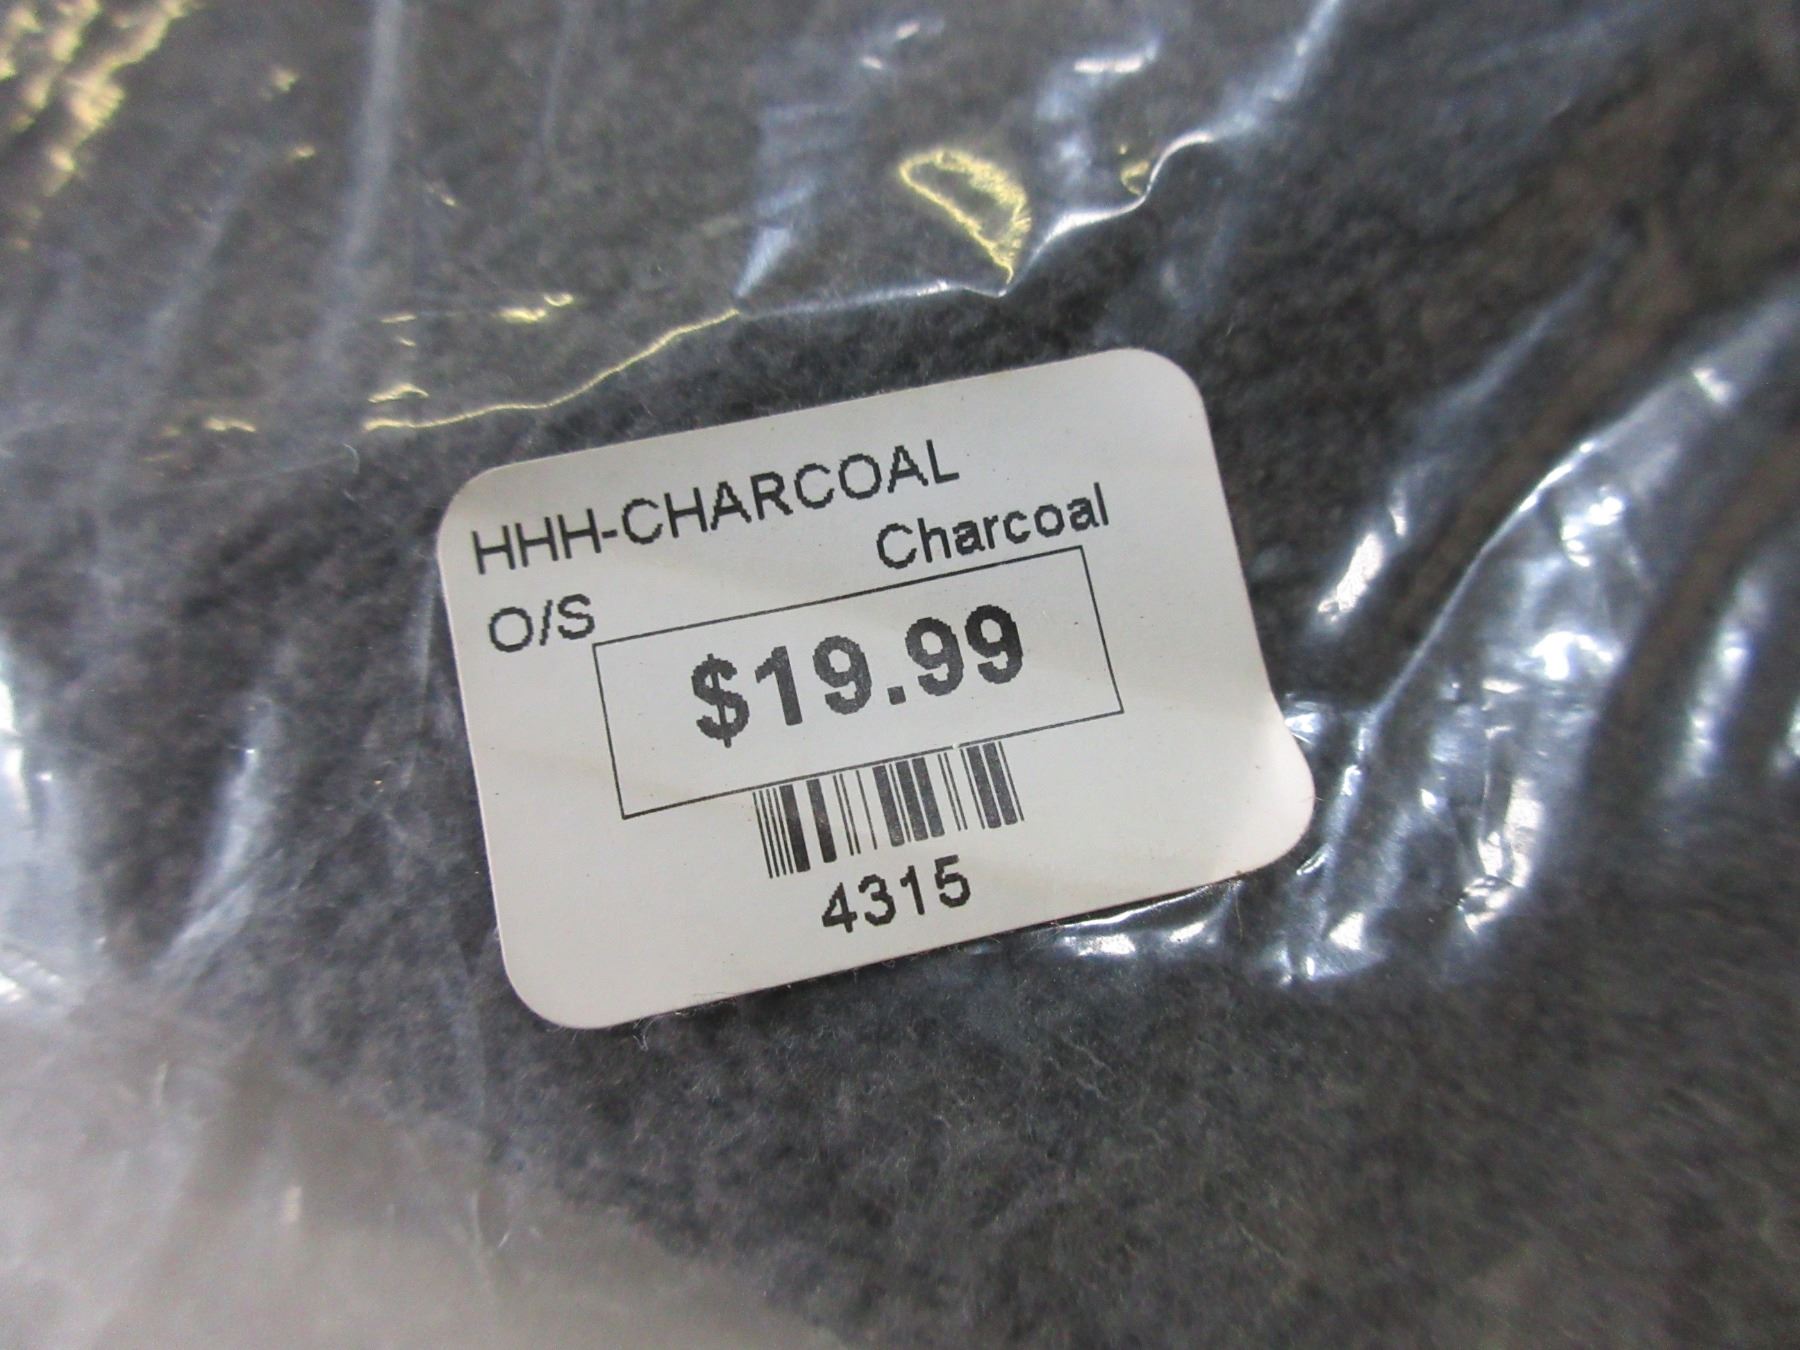 HHH-CHARCOAL
Charcoal
O/S
$19.99
4315